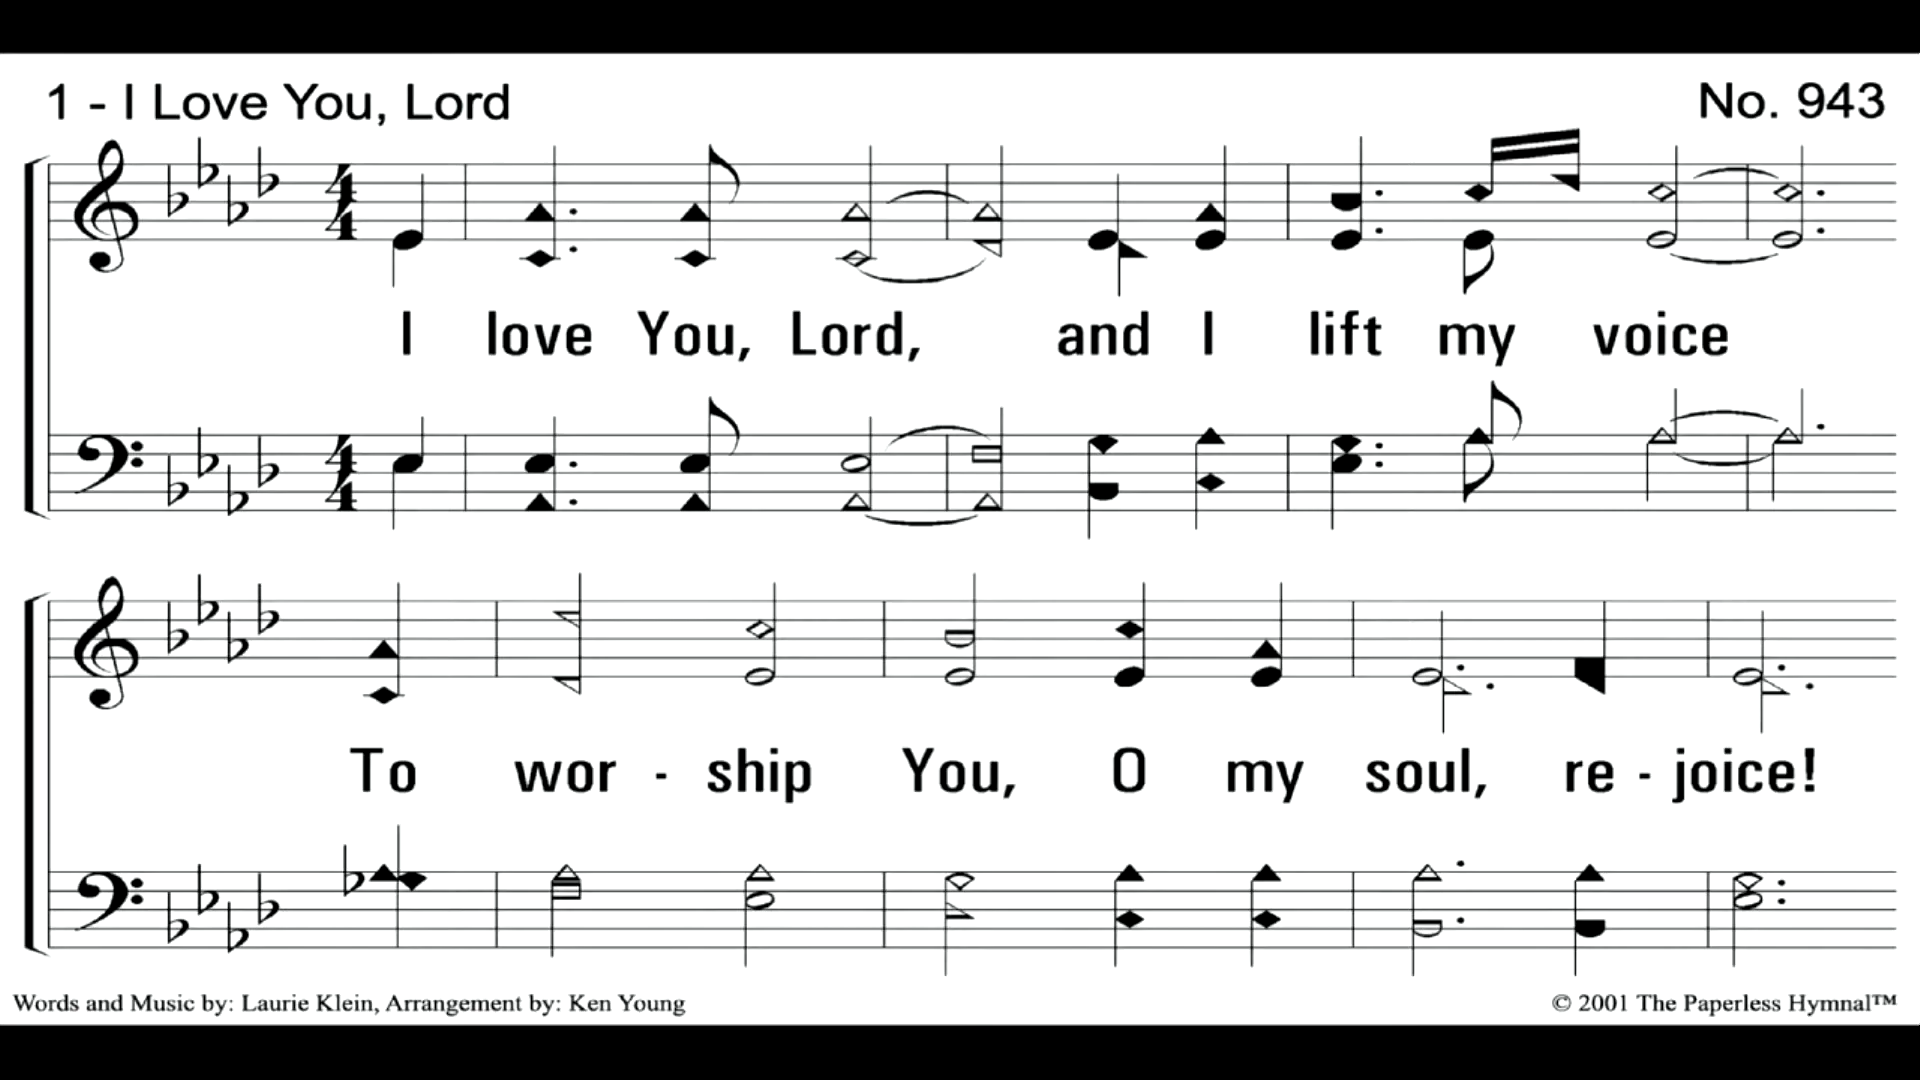 1 - I Love You, Lord No. 943
I love You, Lord, and I lift my voice
To wor - ship You, O my soul, re - joice!
Words and Music by: Laurie Klein, Arrangement by: Ken Young © 2001 The Paperless Hymnal™